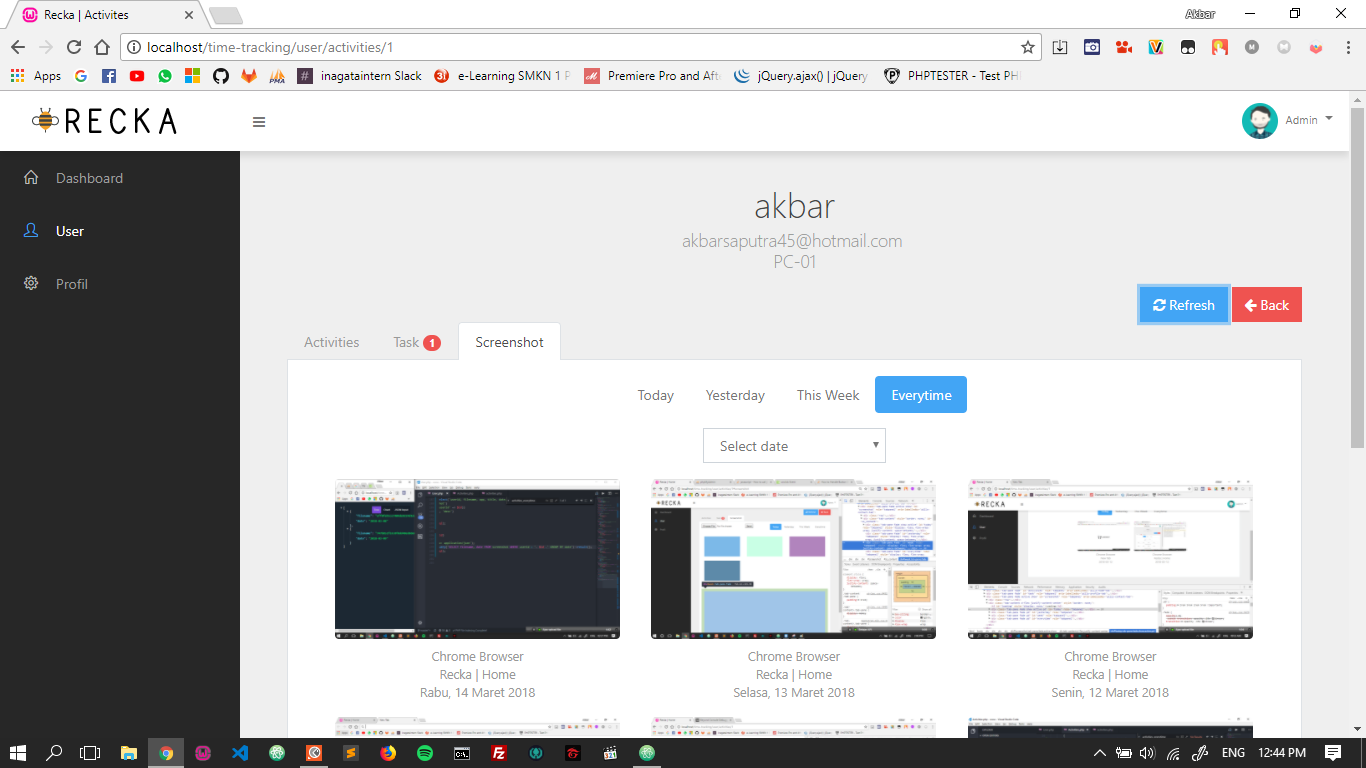 Recka | Activites
Akbar
localhost/time-tracking/user/activities/1
Apps
inagataintern Slack
e-Learning SMKN 1 P
Premiere Pro and Afte
jQuery.ajax() | jQuery
PHPTESTER - Test PH
RECKA
Admin
Dashboard
User
Profil
akbar
akbarsaputra45@hotmail.com
PC-01
Refresh
Back
Activities
Task 1
Screenshot
Today
Yesterday
This Week
Everytime
Select date
Chrome Browser
Recka | Home
Rabu, 14 Maret 2018
Chrome Browser
Recka | Home
Selasa, 13 Maret 2018
Chrome Browser
Recka | Home
Senin, 12 Maret 2018
ENG
12:44 PM